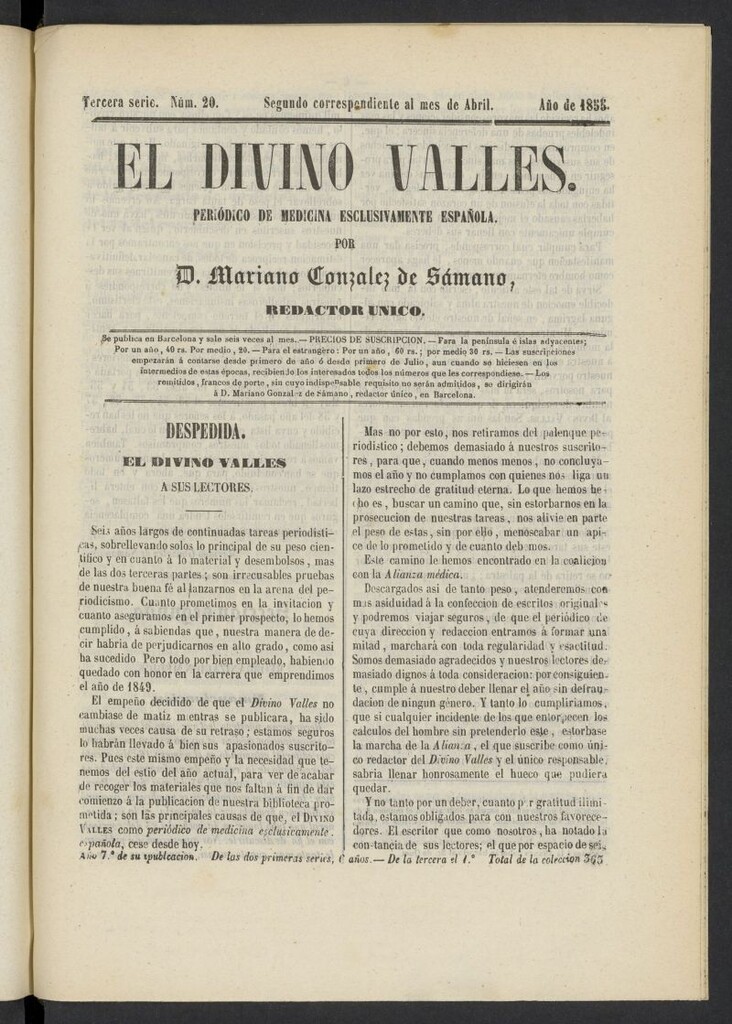 Tercera serie. Núm. 20. Segundo correspondiente al mes de Abril. Año de 1855.
EL DIVINO VALLES.
PERIÓDICO DE MEDICINA ESCLUSIVAMENTE ESPAÑOLA.
POR
D. Mariano Gonzalez de Sámano,
REDACTOR UNICO.
Se publica en Barcelona y sale seis veces al mes.— PRECIOS DE SUSCRIPCION. — Para la península é islas adyacentes;
Por un año, 40 rs. Por medio, 20. — Para el estrangero: Por un año, 60 rs.; por medio 30 rs. — Las suscripciones
empezarán á contarse desde primero de año ó desde primero de Julio, aun cuando se hiciesen en los
intermedios de estas épocas, recibiendo los interesados todos los números que les correspondiese. — Los
remitidos, francos de porte, sin cuyo indispensable requisito no serán admitidos, se dirigirán
á D. Mariano Gonzalez de Sámano, redactor único, en Barcelona.
DESPEDIDA.
EL DIVINO VALLES
A SUS LECTORES.
Seis años largos de continuadas tareas periodisti-
cas, sobrellevando solos lo principal de su peso cien-
tífico y en cuanto à lo material y desembolsos, mas
de las dos terceras partes; son irrecusables pruebas
de nuestra buena fé al lanzarnos en la arena del pe-
riodicismo. Cuanto prometimos en la invitacion y
cuanto aseguramos en el primer prospecto, lo hemos
cumplido, á sabiendas que, nuestra manera de de-
cir habria de perjudicarnos en alto grado, como asi
ha sucedido Pero todo por bien empleado, habiendo
quedado con honor en la carrera que emprendimos
el año de 1849.
El empeño decidido de que el Divino Valles no
cambiase de matiz mientras se publicara, ha sido
muchas veces causa de su retraso; estamos seguros
lo habrán llevado á bien sus apasionados suscrito-
res. Pues este mismo empeño y la necesidad que te-
nemos del estio del año actual, para ver de acabar
de recoger los materiales que nos faltan á fin de dar
comienzo á la publicacion de nuestra biblioteca pro-
metida; son las principales causas de que, el DIVINO
VALLES como periódico de medicina esclusivamente
española, cese desde hoy.
Mas no por esto, nos retiramos del palenque pe-
riodistico; debemos demasiado á nuestros suscrito-
res, para que, cuando menos menos, no concluya-
mos el año y no cumplamos con quienes nos liga un
lazo estrecho de gratitud eterna. Lo que hemos he-
cho es, buscar un camino que, sin estorbarnos en la
prosecucion de nuestras tareas, nos alivie en parte
el peso de estas, sin por ello, menoscabar un api-
ce de lo prometido y de cuanto debemos.
Este camino le hemos encontrado en la coalicion
con la Alianza médica.
Descargados asi de tanto peso, atenderemos con
mas asiduidad à la confeccion de escritos originales
y podremos viajar seguros, de que el periódico de
cuya direccion y redaccion entramos á formar una
mitad, marchará con toda regularidad y esactitud.
Somos demasiado agradecidos y nuestros lectores de-
masiado dignos á toda consideracion: por consiguien-
te, cumple á nuestro deber llenar el año sin defrau-
dacion de ningun género. Y tanto lo cumpliriamos,
que si cualquier incidente de los que entorpecen los
calculos del hombre sin pretenderlo este, estorbase
la marcha de la Alianza, el que suscribe como úni-
co redactor del Divino Valles y el único responsable,
sabria llenar honrosamente el hueco que pudiera
quedar.
Y no tanto por un deber, cuanto por gratitud ilimi-
tada, estamos obligados para con nuestros favorece-
dores. El escritor que como nosotros, ha notado la
constancia de sus lectores; el que por espacio de seis
Año 7.º de su publicacion. De las dos primeras series, 6 años.— De la tercera el 1.º Total de la coleccion 363